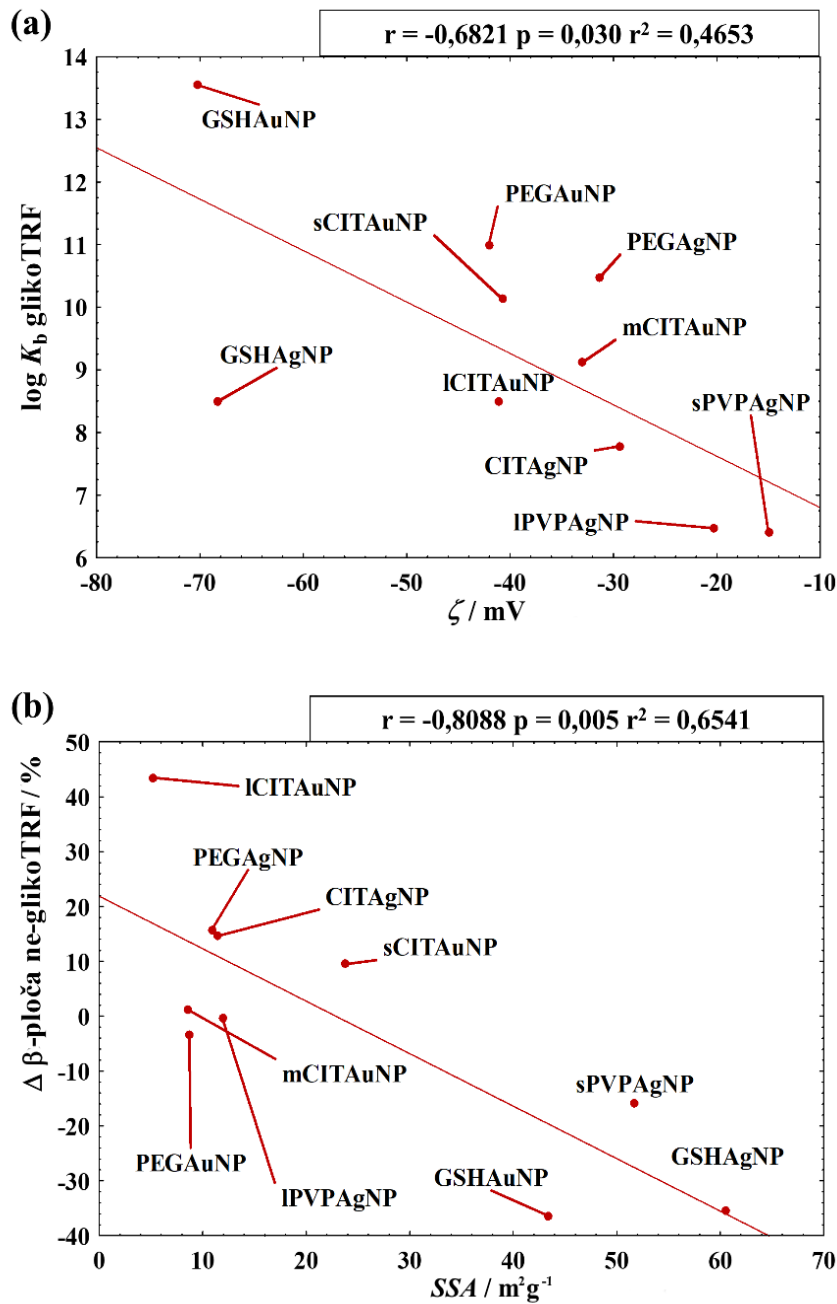 (a)
r = -0,6821 p = 0,030 r² = 0,4653
14
13
12
11
10
9
8
7
6
log Kb glikoTRF
GSHAuNP
PEGAuNP
sCITAuNP
PEGAgNP
mCITAuNP
GSHAgNP
lCITAuNP
sPVPAgNP
CITAgNP
lPVPAgNP
-80 -70 -60 -50 -40 -30 -20 -10
ζ / mV
(b)
r = -0,8088 p = 0,005 r² = 0,6541
50
40
30
20
10
0
-10
-20
-30
-40
Δ β-ploča ne-glikoTRF / %
lCITAuNP
PEGAgNP
CITAgNP
sCITAuNP
mCITAuNP
sPVPAgNP
PEGAuNP
lPVPAgNP
GSHAuNP
GSHAgNP
0 10 20 30 40 50 60 70
SSA / m²g⁻¹